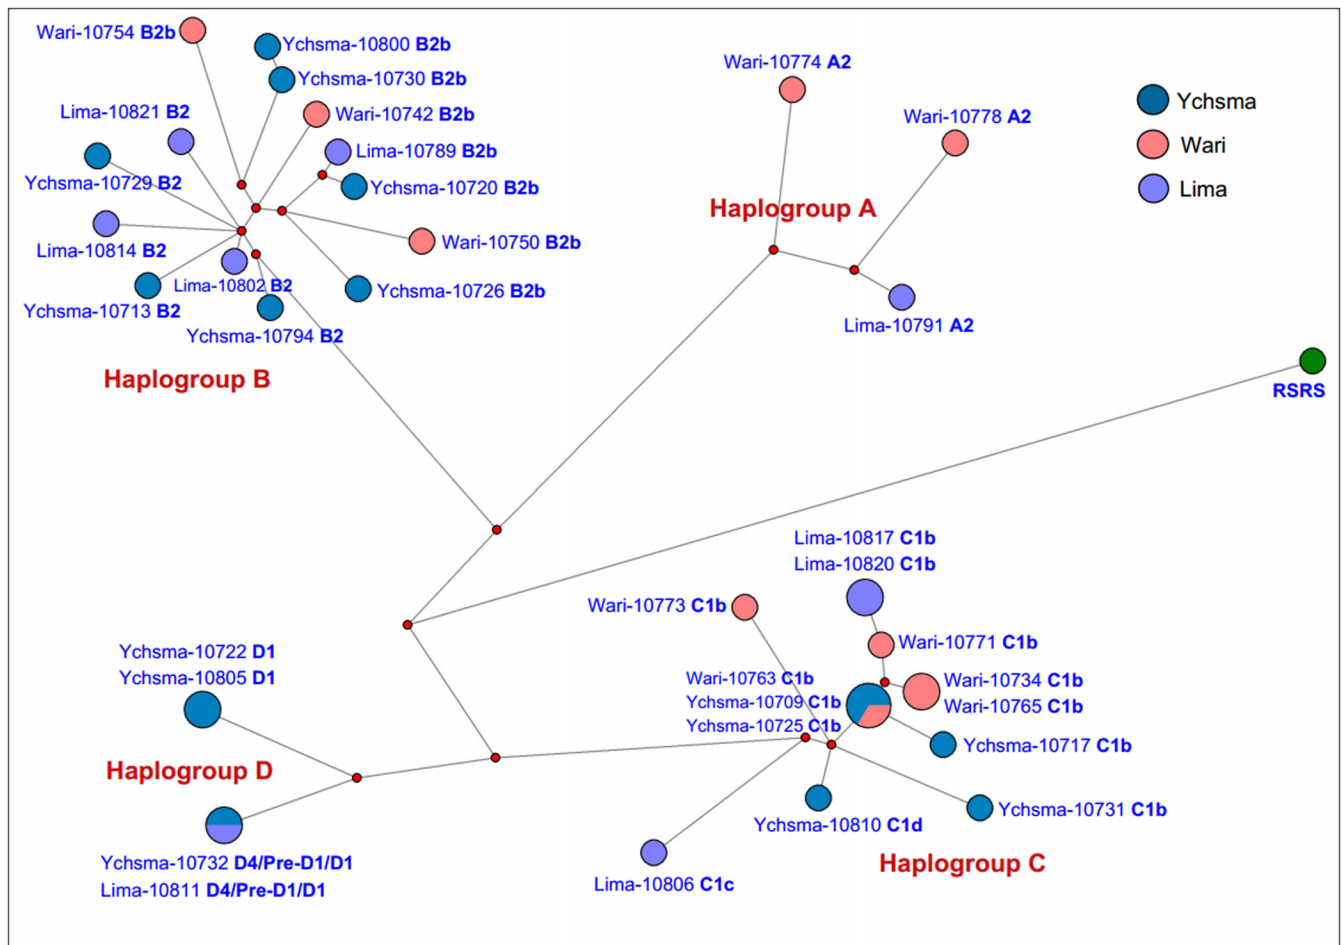 Wari-10754 B2b
Ychsma-10800 B2b
Ychsma-10730 B2b
Lima-10821 B2
Wari-10742 B2b
Lima-10789 B2b
Ychsma-10729 B2
Ychsma-10720 B2b
Lima-10814 B2
Wari-10750 B2b
Lima-10802 B2
Ychsma-10726 B2b
Ychsma-10713 B2
Ychsma-10794 B2
Haplogroup B
Wari-10774 A2
Wari-10778 A2
Haplogroup A
Lima-10791 A2
Ychsma
Wari
Lima
RSRS
Lima-10817 C1b
Lima-10820 C1b
Wari-10773 C1b
Wari-10771 C1b
Wari-10763 C1b
Ychsma-10709 C1b
Ychsma-10725 C1b
Wari-10734 C1b
Wari-10765 C1b
Ychsma-10717 C1b
Ychsma-10731 C1b
Ychsma-10810 C1d
Haplogroup C
Lima-10806 C1c
Ychsma-10722 D1
Ychsma-10805 D1
Haplogroup D
Ychsma-10732 D4/Pre-D1/D1
Lima-10811 D4/Pre-D1/D1